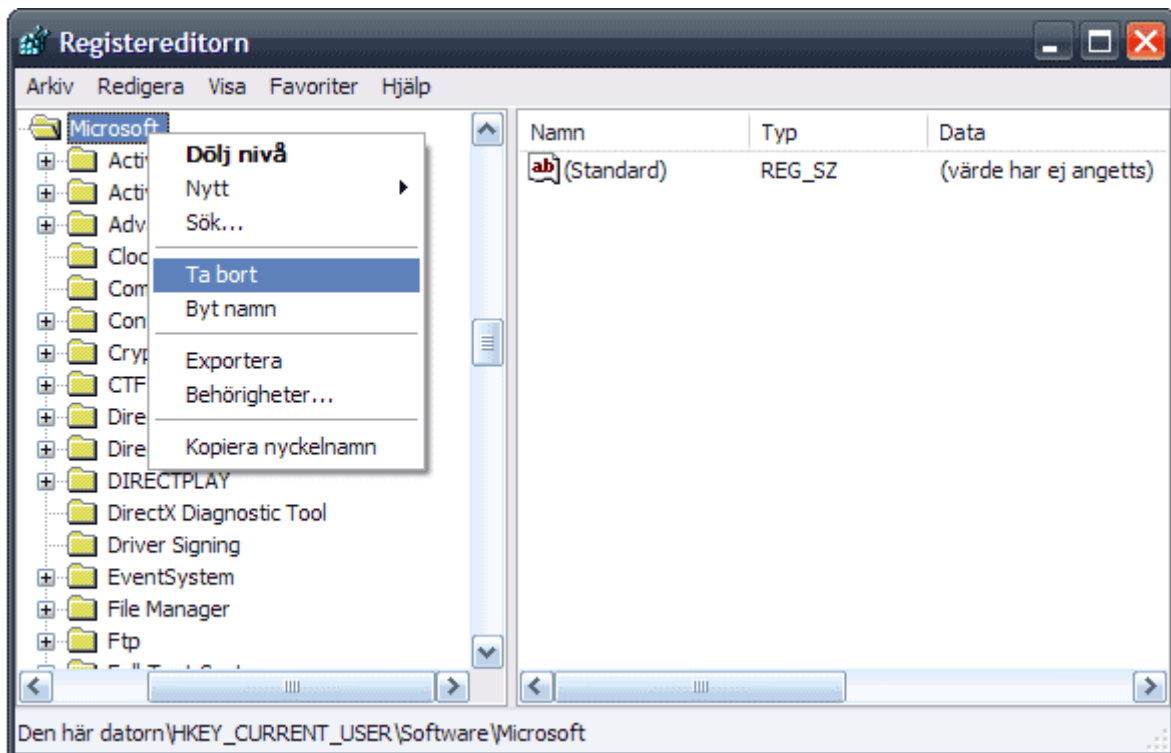 Registereditorn
Arkiv Redigera Visa Favoriter Hjälp
Microsoft
Dölj nivå
Nytt
Sök...
Ta bort
Byt namn
Exportera
Behörigheter...
Kopiera nyckelnamn
DIRECTPLAY
DirectX Diagnostic Tool
Driver Signing
EventSystem
File Manager
Ftp
Namn Typ Data
(Standard) REG_SZ (värde har ej angetts)
Den här datorn\HKEY_CURRENT_USER\Software\Microsoft